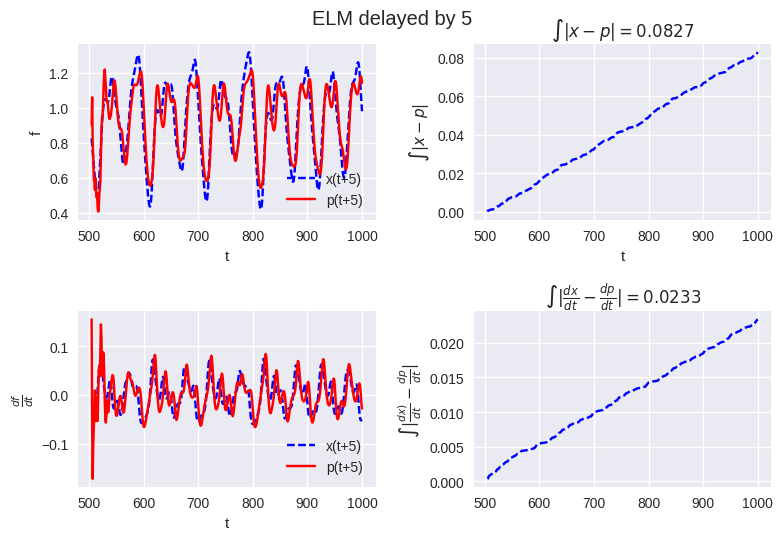 ELM delayed by 5
∫|x − p| = 0.0827
f
1.2
1.0
0.8
0.6
0.4
x(t+5)
p(t+5)
500 600 700 800 900 1000
t
∫|x − p|
0.08
0.06
0.04
0.02
0.00
500 600 700 800 900 1000
t
∫|dx/dt − dp/dt| = 0.0233
df/dt
0.1
0.0
−0.1
x(t+5)
p(t+5)
500 600 700 800 900 1000
t
∫|dx)/dt − dp/dt|
0.020
0.015
0.010
0.005
0.000
500 600 700 800 900 1000